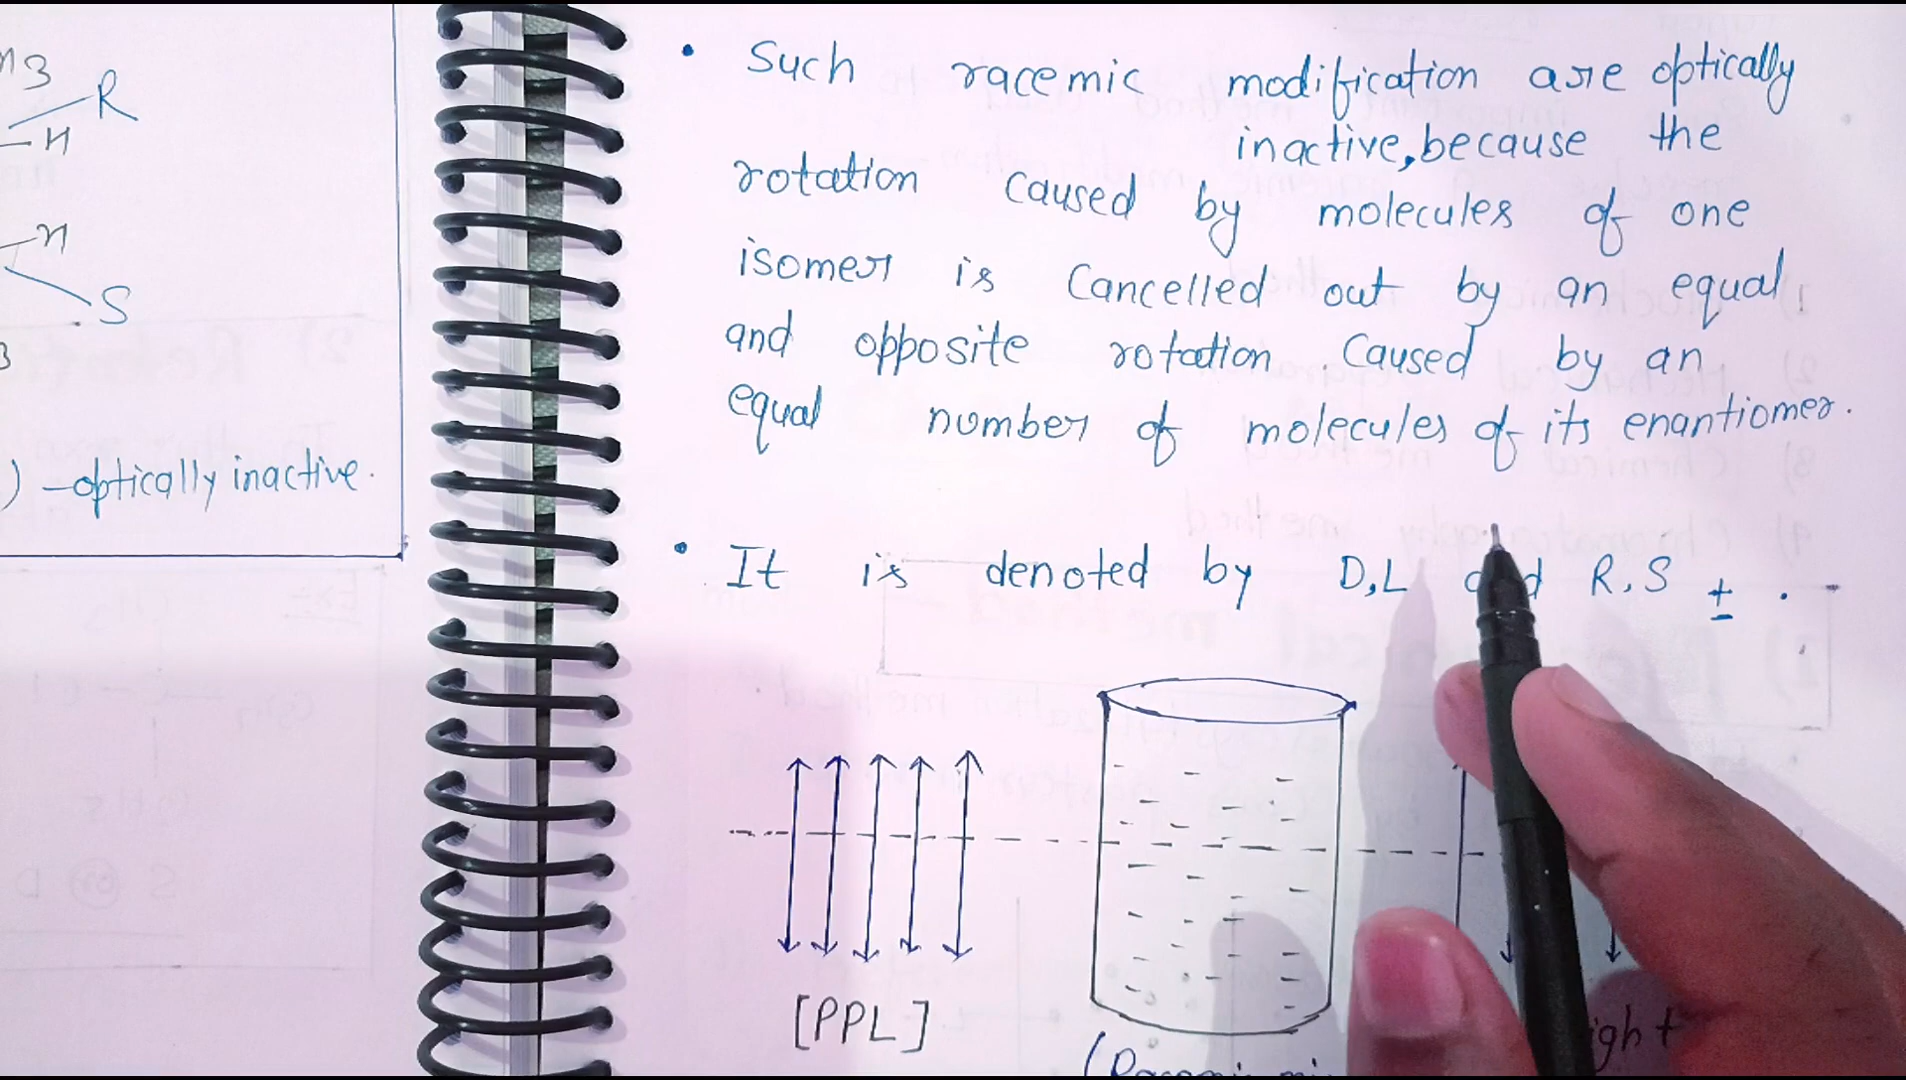 R
H
S
) - optically inactive.
• Such racemic modification are optically
inactive, because the
rotation caused by molecules of one
isomer is Cancelled out by an equal
and opposite rotation Caused by an
equal number of molecules of its enantiomer.
• It is denoted by D,L and R,S ± .
[PPL]
(Racemic